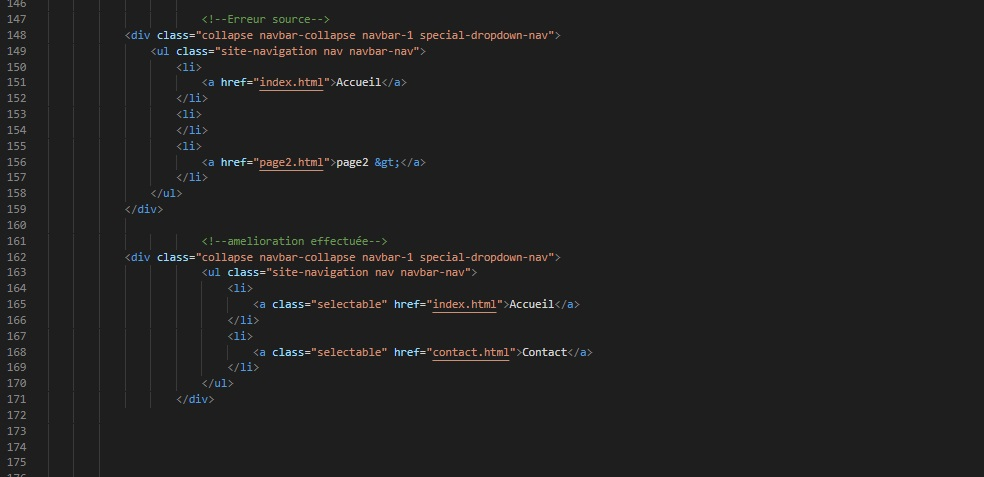 146
147 <!--Erreur source-->
148 <div class="collapse navbar-collapse navbar-1 special-dropdown-nav">
149 <ul class="site-navigation nav navbar-nav">
150 <li>
151 <a href="index.html">Accueil</a>
152 </li>
153 <li>
154 </li>
155 <li>
156 <a href="page2.html">page2 &gt;</a>
157 </li>
158 </ul>
159 </div>
160
161 <!--amelioration effectuée-->
162 <div class="collapse navbar-collapse navbar-1 special-dropdown-nav">
163 <ul class="site-navigation nav navbar-nav">
164 <li>
165 <a class="selectable" href="index.html">Accueil</a>
166 </li>
167 <li>
168 <a class="selectable" href="contact.html">Contact</a>
169 </li>
170 </ul>
171 </div>
172
173
174
175
176